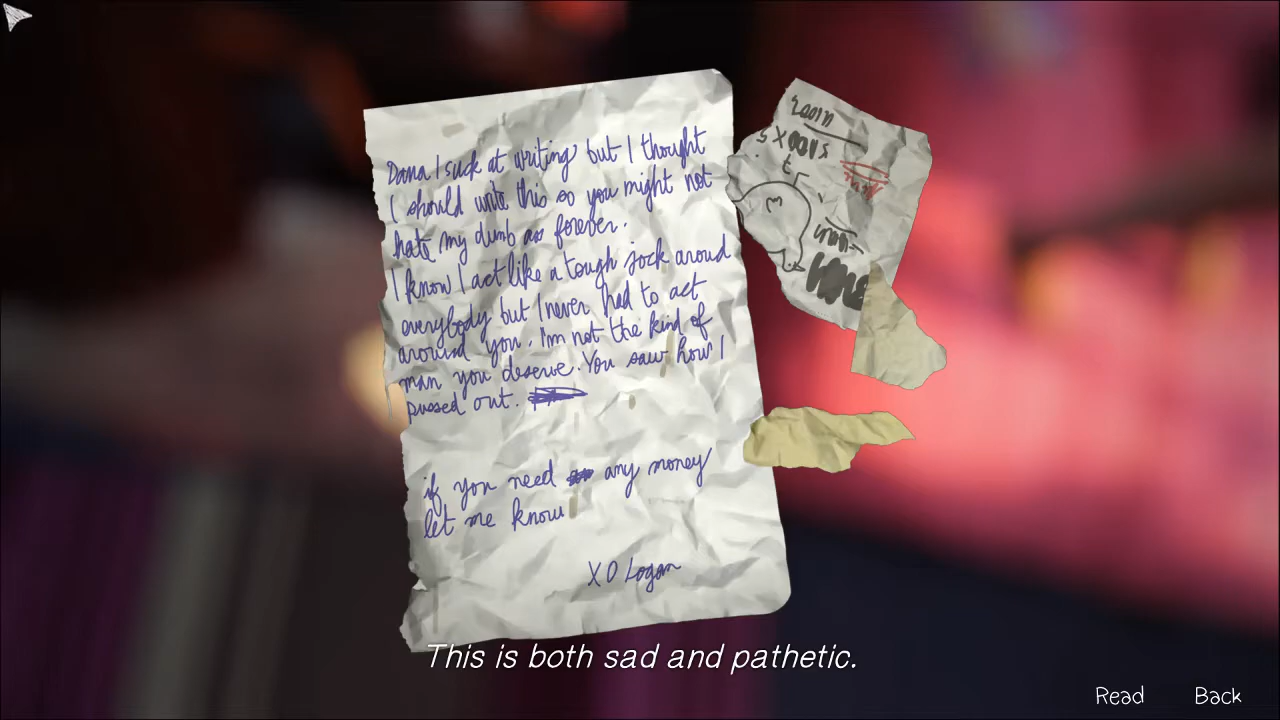 Dana I suck at writing but I thought
I should write this so you might not
hate my dumb ass forever.
I know I act like a tough jock aroud
everybody but I never had to act
around you. I'm not the kind of
man you deserve. You saw how I
pussed out.
if you need any money
let me know
XO Logan
This is both sad and pathetic.
Read Back